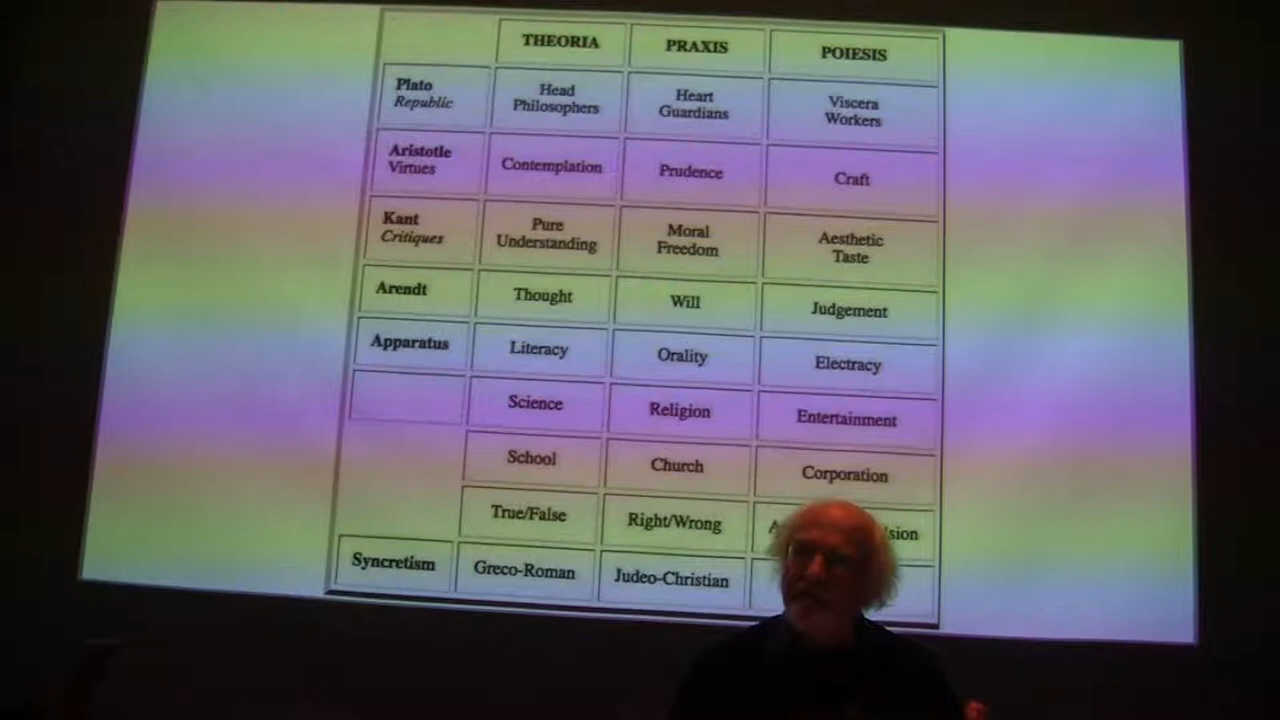 THEORIA PRAXIS POIESIS
Plato Head Heart Viscera
Republic Philosophers Guardians Workers
Aristotle Contemplation Prudence Craft
Virtues
Kant Pure Moral Aesthetic
Critiques Understanding Freedom Taste
Arendt Thought Will Judgement
Apparatus Literacy Orality Electracy
Science Religion Entertainment
School Church Corporation
True/False Right/Wrong
Syncretism Greco-Roman Judeo-Christian